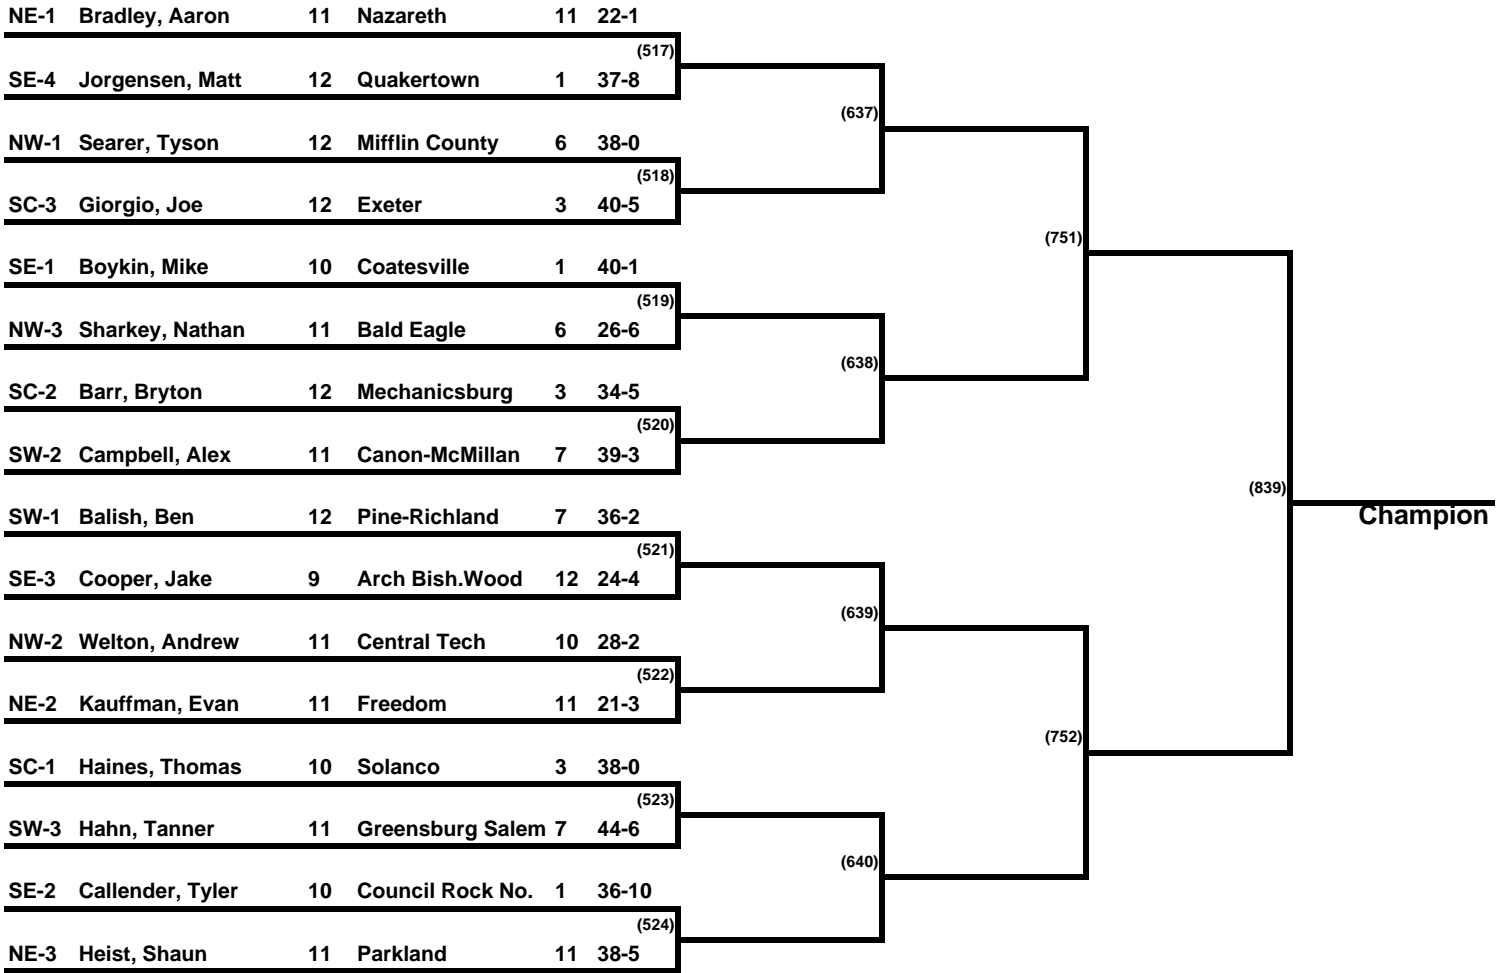 NE-1 Bradley, Aaron 11 Nazareth 11 22-1
(517)
SE-4 Jorgensen, Matt 12 Quakertown 1 37-8
(637)
NW-1 Searer, Tyson 12 Mifflin County 6 38-0
(518)
SC-3 Giorgio, Joe 12 Exeter 3 40-5
(751)
SE-1 Boykin, Mike 10 Coatesville 1 40-1
(519)
NW-3 Sharkey, Nathan 11 Bald Eagle 6 26-6
(638)
SC-2 Barr, Bryton 12 Mechanicsburg 3 34-5
(520)
SW-2 Campbell, Alex 11 Canon-McMillan 7 39-3
(839)
SW-1 Balish, Ben 12 Pine-Richland 7 36-2
Champion
(521)
SE-3 Cooper, Jake 9 Arch Bish.Wood 12 24-4
(639)
NW-2 Welton, Andrew 11 Central Tech 10 28-2
(522)
NE-2 Kauffman, Evan 11 Freedom 11 21-3
(752)
SC-1 Haines, Thomas 10 Solanco 3 38-0
(523)
SW-3 Hahn, Tanner 11 Greensburg Salem 7 44-6
(640)
SE-2 Callender, Tyler 10 Council Rock No. 1 36-10
(524)
NE-3 Heist, Shaun 11 Parkland 11 38-5